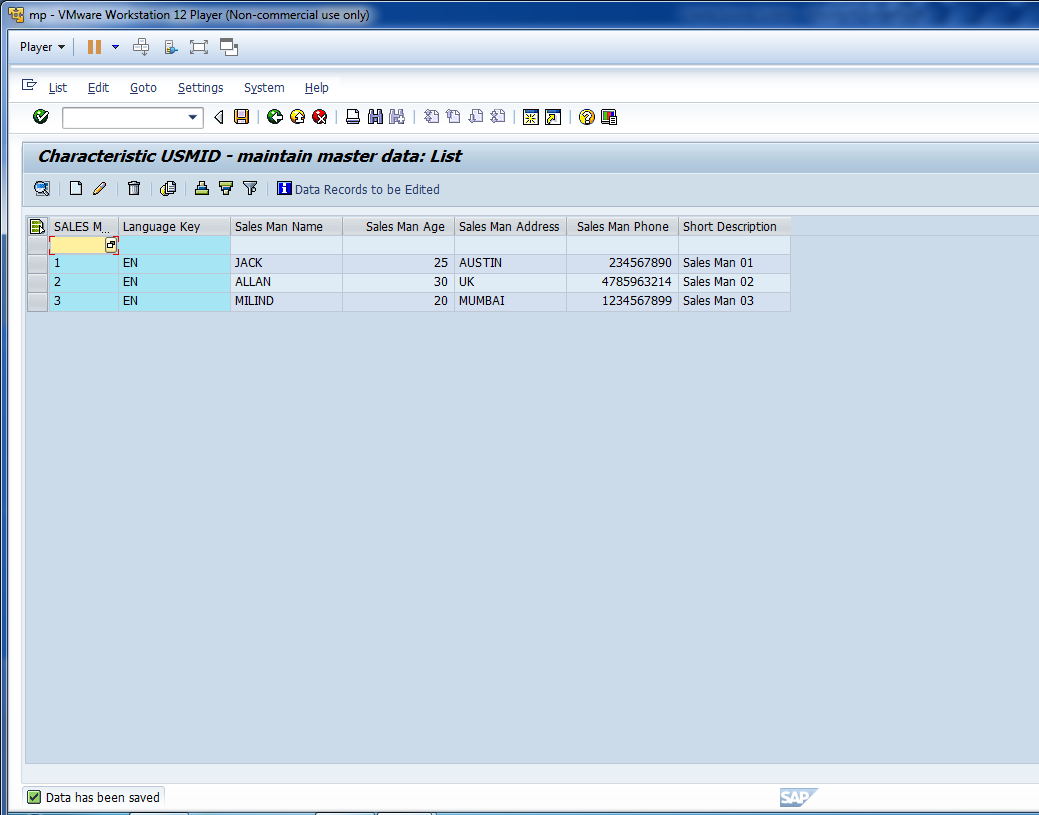 mp - VMware Workstation 12 Player (Non-commercial use only)
Player
List Edit Goto Settings System Help
Characteristic USMID - maintain master data: List
Data Records to be Edited
SALES M... Language Key Sales Man Name Sales Man Age Sales Man Address Sales Man Phone Short Description
1 EN JACK 25 AUSTIN 234567890 Sales Man 01
2 EN ALLAN 30 UK 4785963214 Sales Man 02
3 EN MILIND 20 MUMBAI 1234567899 Sales Man 03
Data has been saved SAP